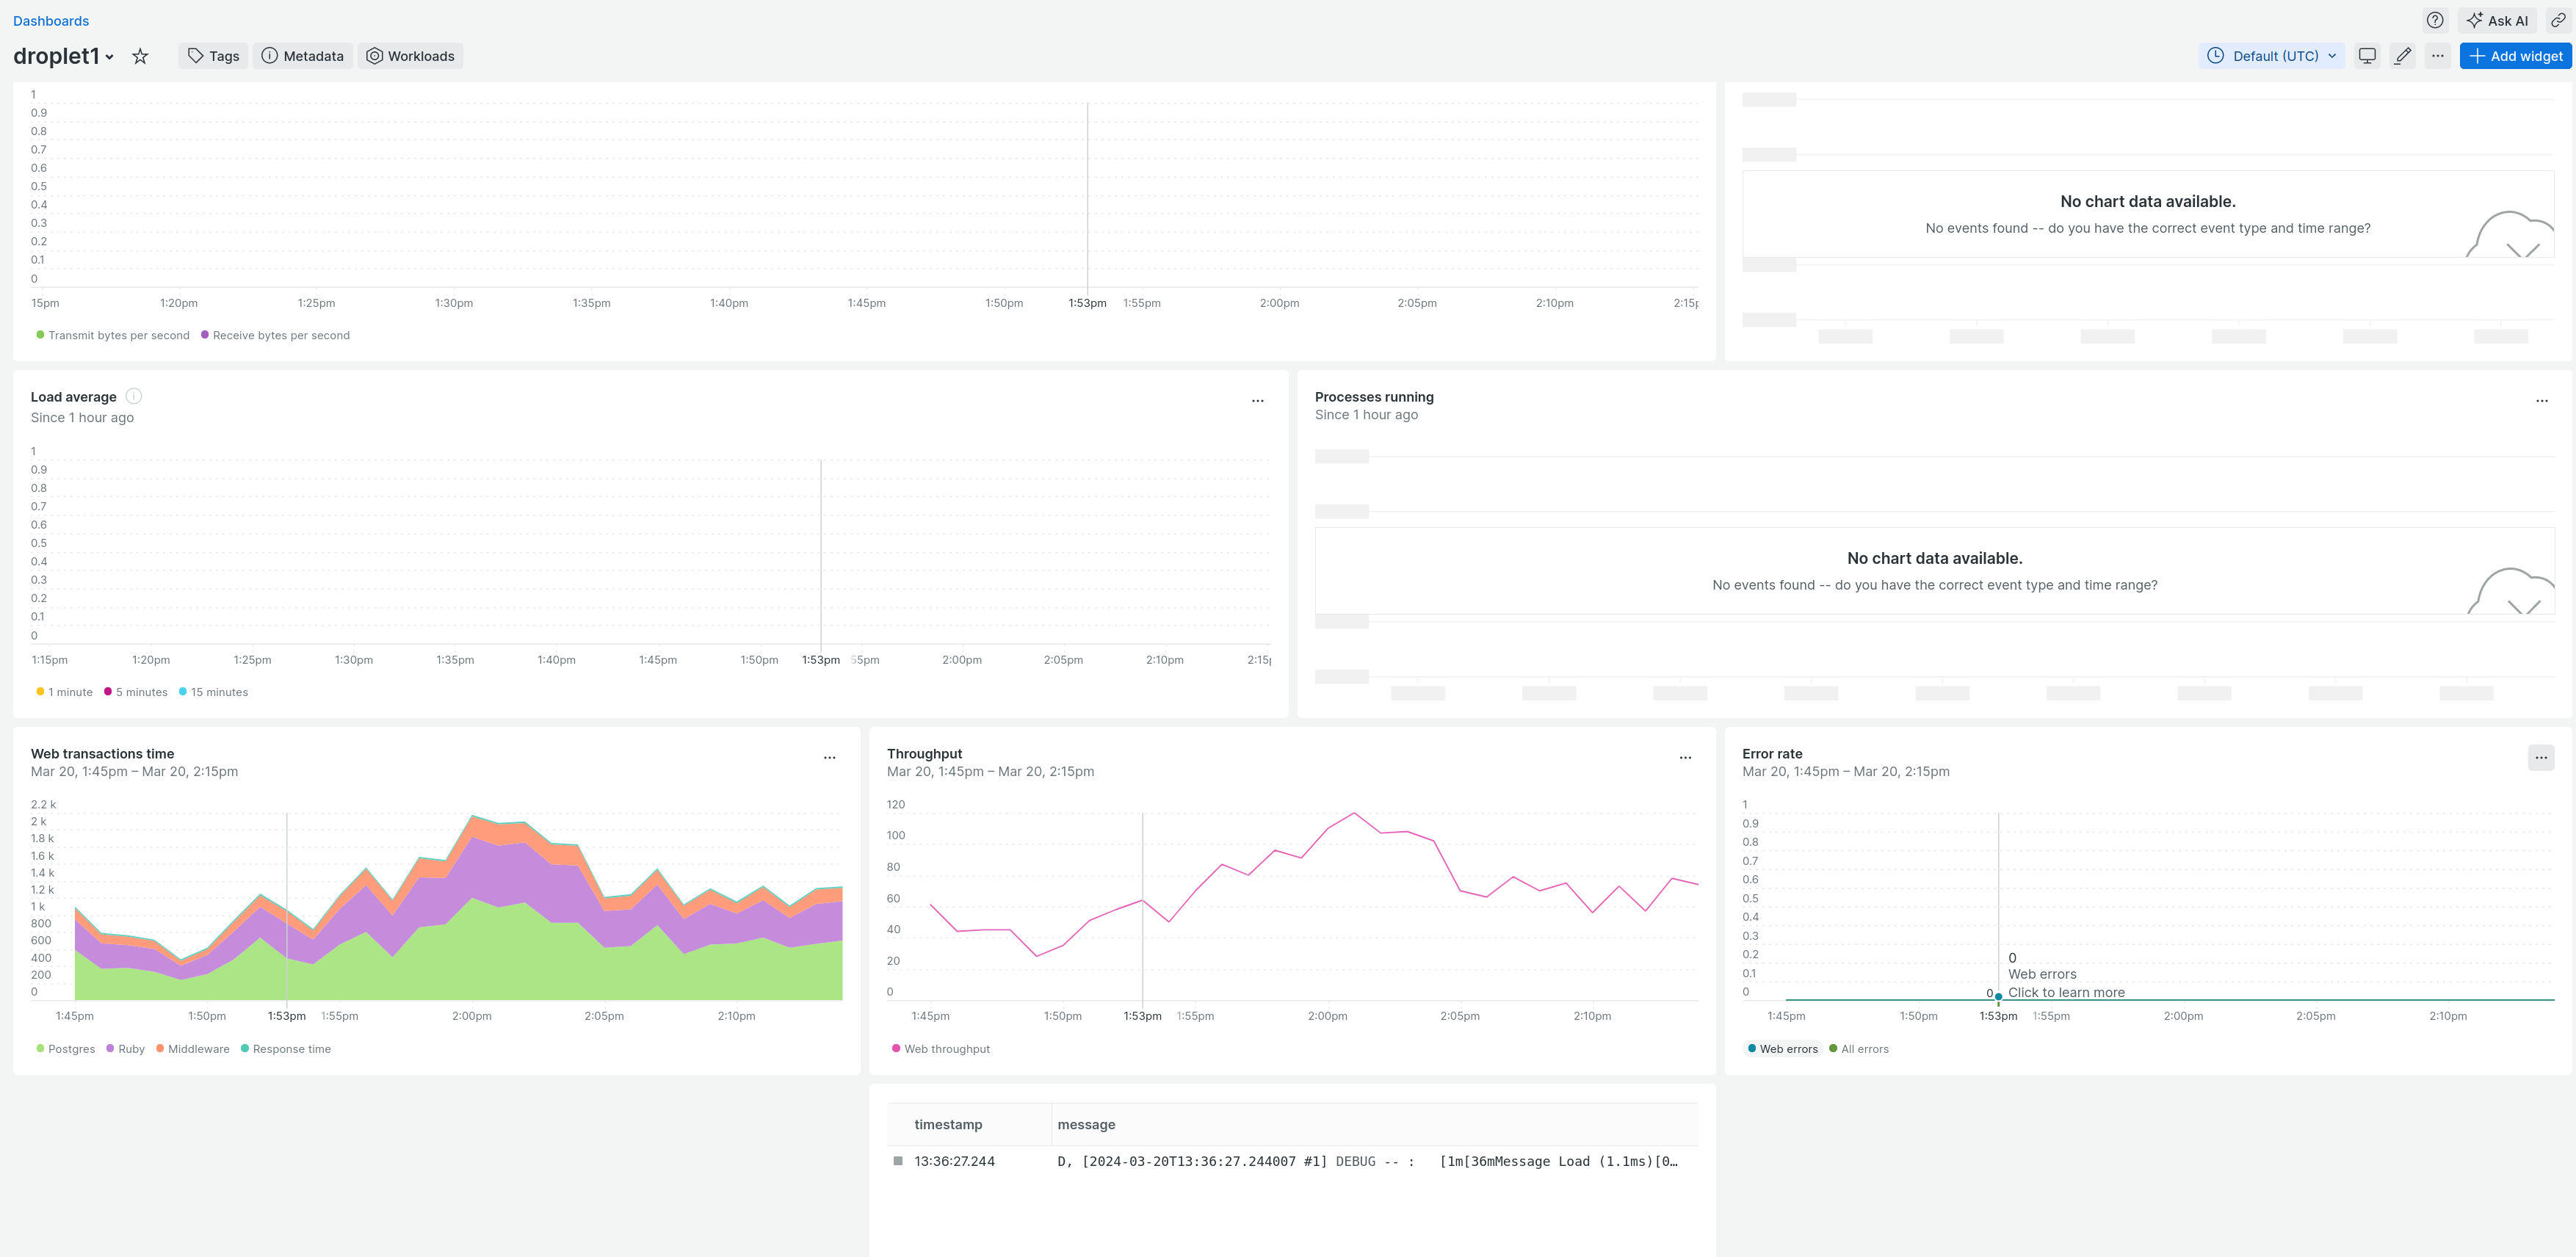 Dashboards
Ask AI
droplet1
Tags
Metadata
Workloads
Default (UTC)
Add widget
1
0.9
0.8
0.7
0.6
0.5
0.4
0.3
0.2
0.1
0
15pm 1:20pm 1:25pm 1:30pm 1:35pm 1:40pm 1:45pm 1:50pm 1:53pm 1:55pm 2:00pm 2:05pm 2:10pm 2:15p
Transmit bytes per second Receive bytes per second
No chart data available.
No events found -- do you have the correct event type and time range?
Load average
Since 1 hour ago
1
0.9
0.8
0.7
0.6
0.5
0.4
0.3
0.2
0.1
0
1:15pm 1:20pm 1:25pm 1:30pm 1:35pm 1:40pm 1:45pm 1:50pm 1:53pm 55pm 2:00pm 2:05pm 2:10pm 2:15p
1 minute 5 minutes 15 minutes
Processes running
Since 1 hour ago
No chart data available.
No events found -- do you have the correct event type and time range?
Web transactions time
Mar 20, 1:45pm – Mar 20, 2:15pm
2.2 k
2 k
1.8 k
1.6 k
1.4 k
1.2 k
1 k
800
600
400
200
0
1:45pm 1:50pm 1:53pm 1:55pm 2:00pm 2:05pm 2:10pm
Postgres Ruby Middleware Response time
Throughput
Mar 20, 1:45pm – Mar 20, 2:15pm
120
100
80
60
40
20
0
1:45pm 1:50pm 1:53pm 1:55pm 2:00pm 2:05pm 2:10pm
Web throughput
Error rate
Mar 20, 1:45pm – Mar 20, 2:15pm
1
0.9
0.8
0.7
0.6
0.5
0.4
0.3
0.2
0.1
0
0
Web errors
0 Click to learn more
1:45pm 1:50pm 1:53pm 1:55pm 2:00pm 2:05pm 2:10pm
Web errors All errors
timestamp message
13:36:27.244 D, [2024-03-20T13:36:27.244007 #1] DEBUG -- : [1m[36mMessage Load (1.1ms)[0…